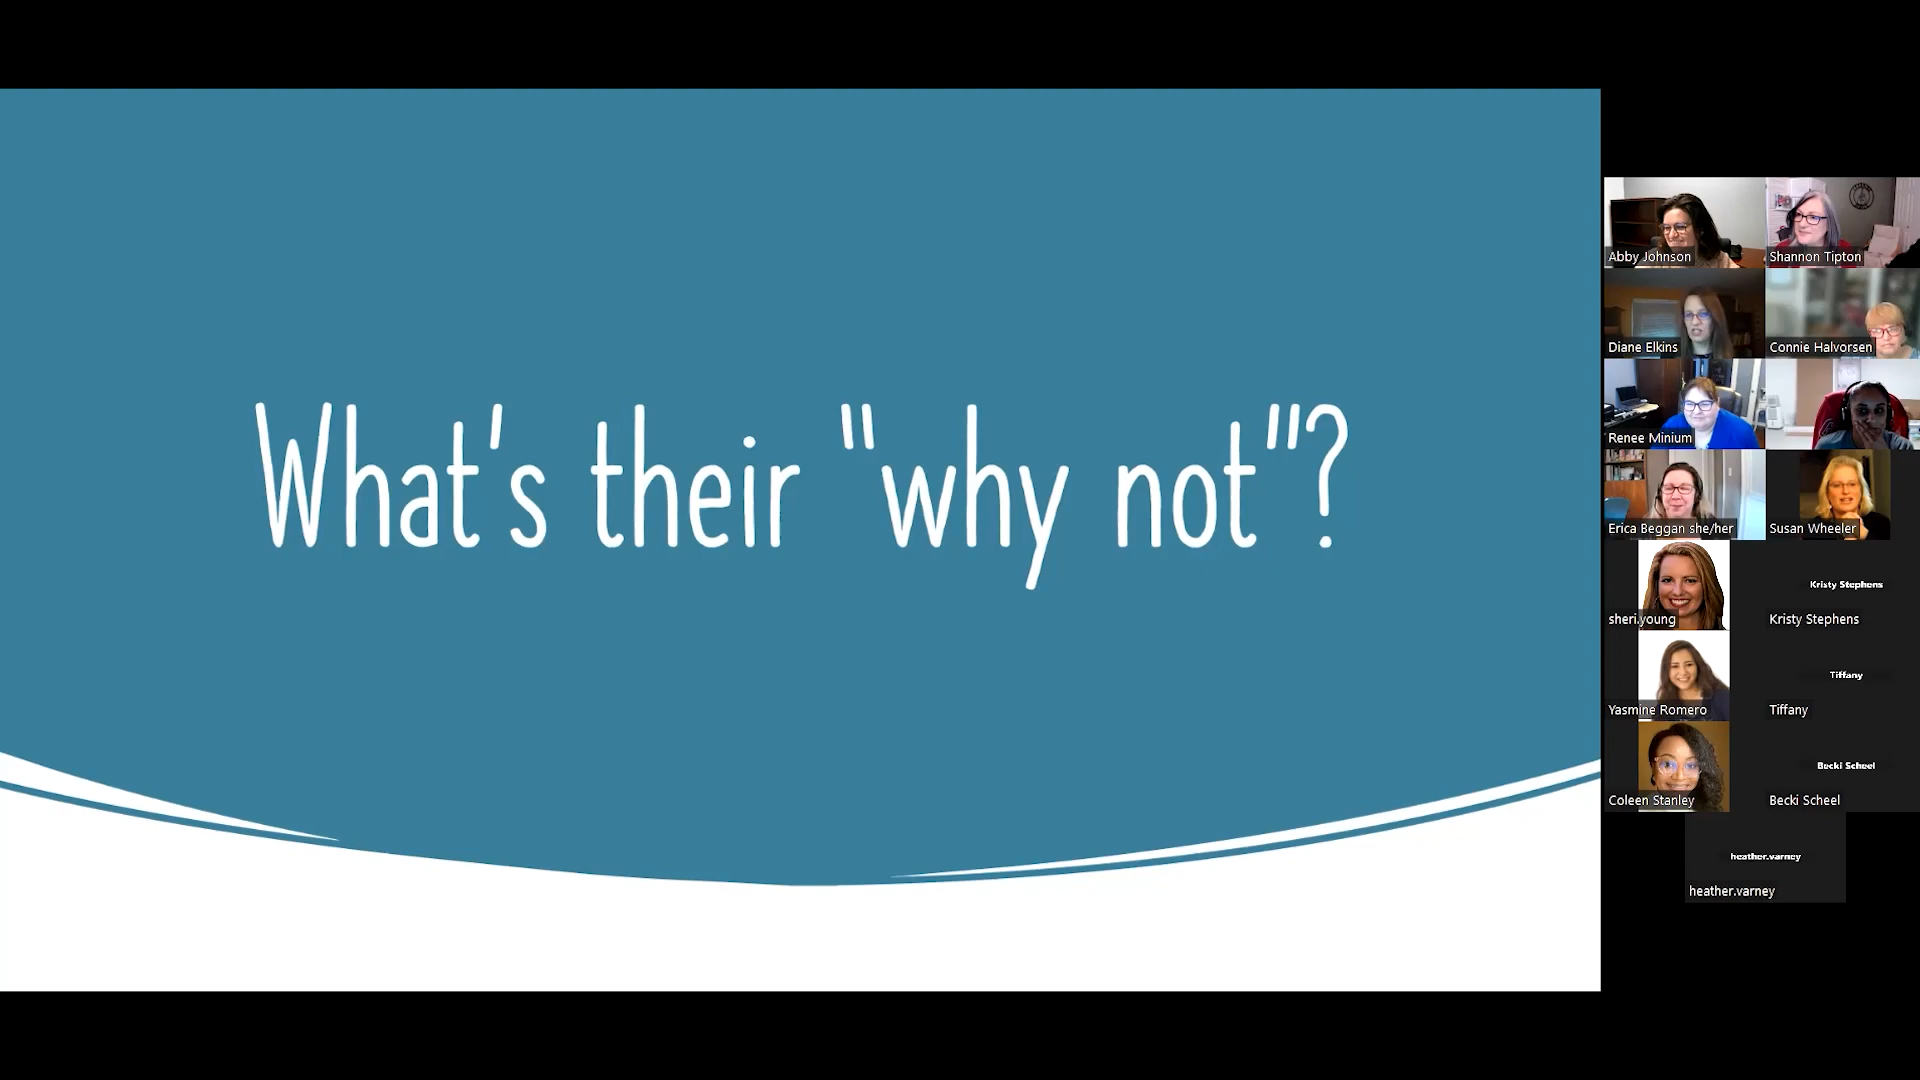 What's their "why not"?
Abby Johnson
Shannon Tipton
Diane Elkins
Connie Halvorsen
Renee Minium
Erica Beggan she/her
Susan Wheeler
sheri.young
Kristy Stephens
Kristy Stephens
Yasmine Romero
Tiffany
Tiffany
Coleen Stanley
Becki Scheel
Becki Scheel
heather.varney
heather.varney